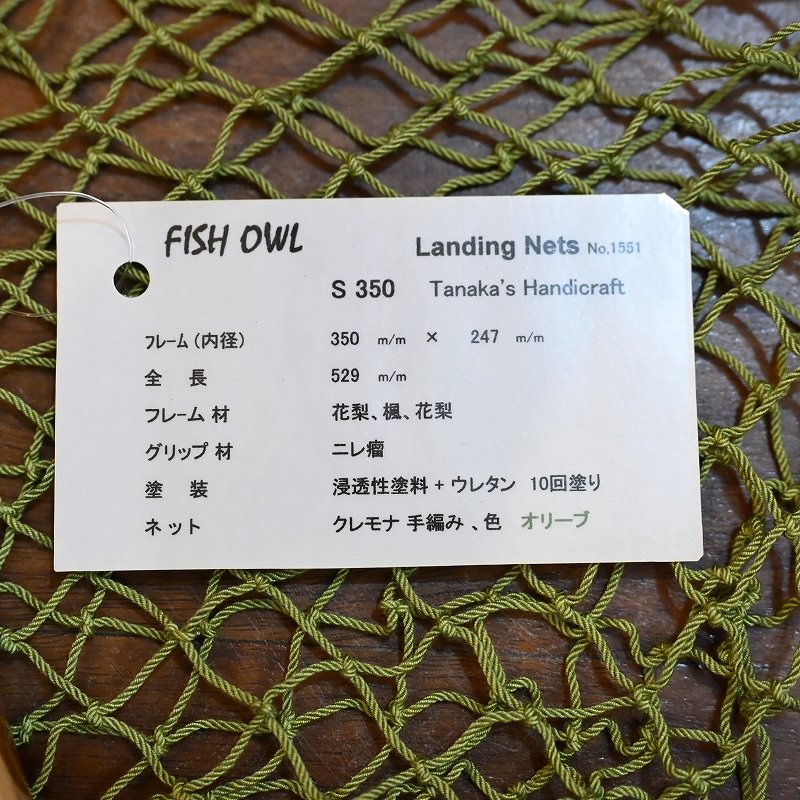 FISH OWL
Landing Nets No.1551
S 350 Tanaka's Handicraft
フレーム（内径） 350 m/m × 247 m/m
全 長 529 m/m
フレーム 材 花梨、楓、花梨
グリップ 材 ニレ瘤
塗 装 浸透性塗料 + ウレタン 10回塗り
ネット クレモナ 手編み 、色 オリーブ